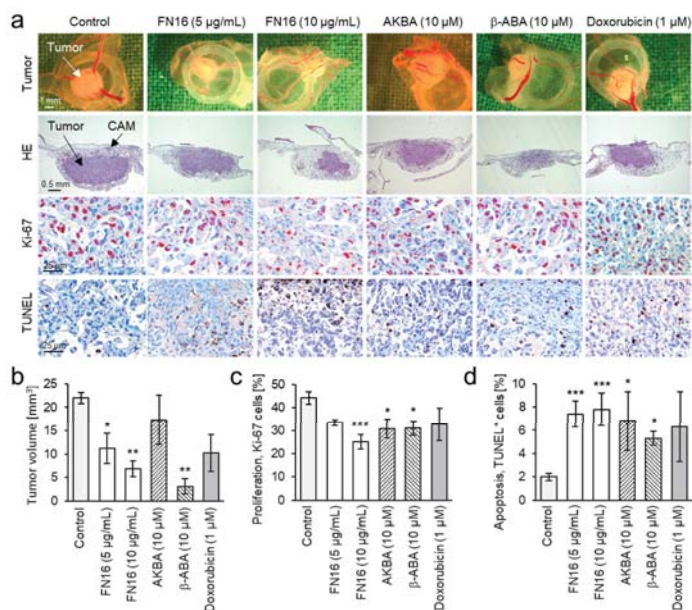 a
Control FN16 (5 µg/mL) FN16 (10 µg/mL) AKBA (10 µM) β-ABA (10 µM) Doxorubicin (1 µM)
Tumor
Tumor
1 mm
HE
Tumor CAM
0.5 mm
Ki-67
25 µm
TUNEL
25 µm
b
Tumor volume [mm³]
25
20
15
10
5
0
* ** **
Control
FN16 (5 µg/mL)
FN16 (10 µg/mL)
AKBA (10 µM)
β-ABA (10 µM)
Doxorubicin (1 µM)
c
Proliferation, Ki-67 cells [%]
50
40
30
20
10
0
*** * *
Control
FN16 (5 µg/mL)
FN16 (10 µg/mL)
AKBA (10 µM)
β-ABA (10 µM)
Doxorubicin (1 µM)
d
Apoptosis, TUNEL⁺ cells [%]
10
8
6
4
2
0
*** *** * *
Control
FN16 (5 µg/mL)
FN16 (10 µg/mL)
AKBA (10 µM)
β-ABA (10 µM)
Doxorubicin (1 µM)